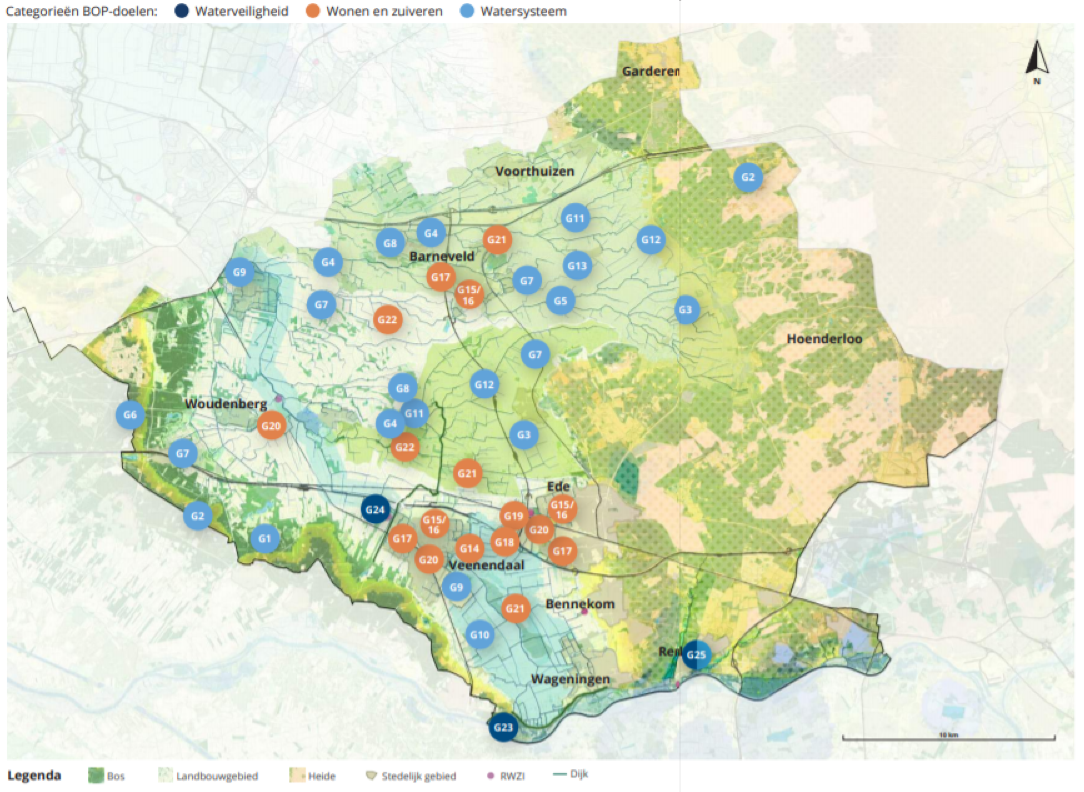 Categorieën BOP-doelen: Waterveiligheid Wonen en zuiveren Watersysteem
Garderen
N
Voorthuizen
G2
G11
G4
G21
G12
G8
Barneveld
G4
G13
G9
G17
G7
G15/
16
G5
G7
G3
G22
Hoenderloo
G7
G12
G8
Woudenberg
G11
G6
G4
G20
G3
G22
G7
G21
Ede
G24
G15/
16
G2
G19
G15/
16
G20
G1
G17
G18
G14
G17
G20
Veenendaal
G9
Bennekom
G21
G10
G25
Wageningen
G23
10 km
Legenda Bos Landbouwgebied Heide Stedelijk gebied RWZI Dijk